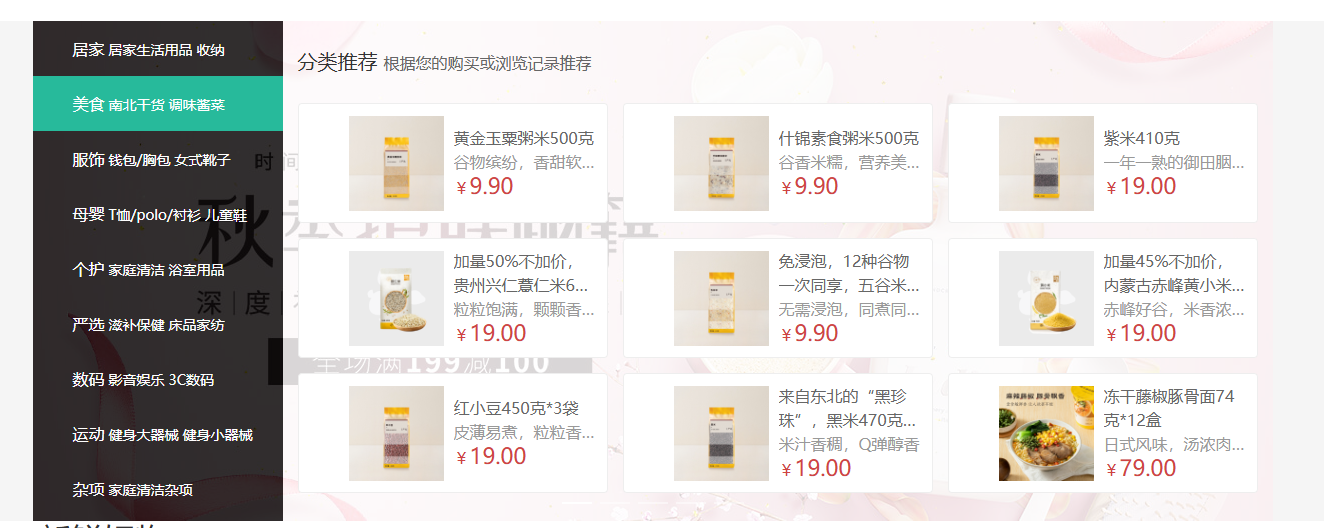 居家 居家生活用品 收纳
美食 南北干货 调味酱菜
服饰 钱包/胸包 女式靴子
母婴 T恤/polo/衬衫 儿童鞋
个护 家庭清洁 浴室用品
严选 滋补保健 床品家纺
数码 影音娱乐 3C数码
运动 健身大器械 健身小器械
杂项 家庭清洁杂项
时间
秋
深度
全场满199减100
分类推荐 根据您的购买或浏览记录推荐
黄金玉粟粥米500克
谷物缤纷，香甜软...
￥9.90
什锦素食粥米500克
谷香米糯，营养美...
￥9.90
紫米410克
一年一熟的御田胭...
￥19.00
加量50%不加价，
贵州兴仁薏仁米6...
粒粒饱满，颗颗香...
￥19.00
免浸泡，12种谷物
一次同享，五谷米...
无需浸泡，同煮同...
￥9.90
加量45%不加价，
内蒙古赤峰黄小米...
赤峰好谷，米香浓...
￥19.00
红小豆450克*3袋
皮薄易煮，粒粒香...
￥19.00
来自东北的“黑珍
珠”，黑米470克...
米汁香稠，Q弹醇香
￥19.00
冻干藤椒豚骨面74
克*12盒
日式风味，汤浓肉...
￥79.00